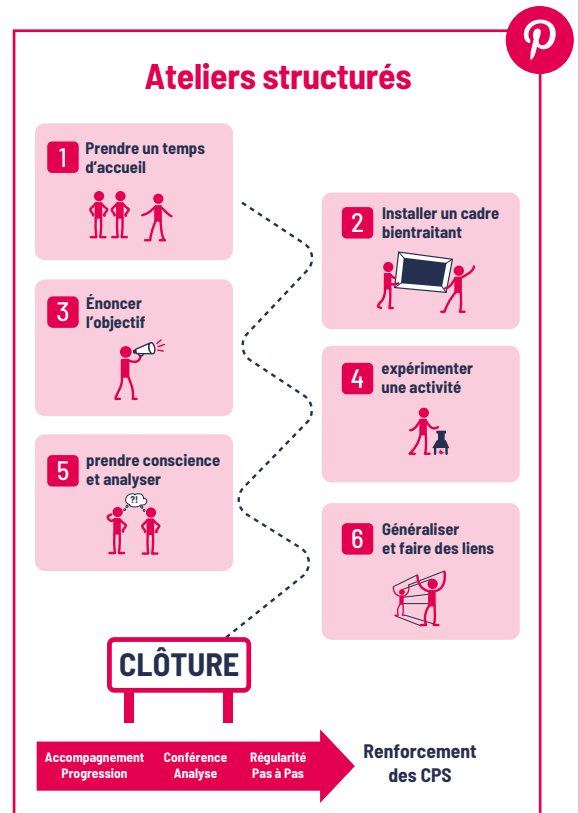 Ateliers structurés
1
Prendre un temps
d'accueil
2
Installer un cadre
bientraitant
3
Énoncer
l'objectif
4
expérimenter
une activité
5
prendre conscience
et analyser
?!
6
Généraliser
et faire des liens
CLÔTURE
Accompagnement
Progression
Conférence
Analyse
Régularité
Pas à Pas
Renforcement
des CPS